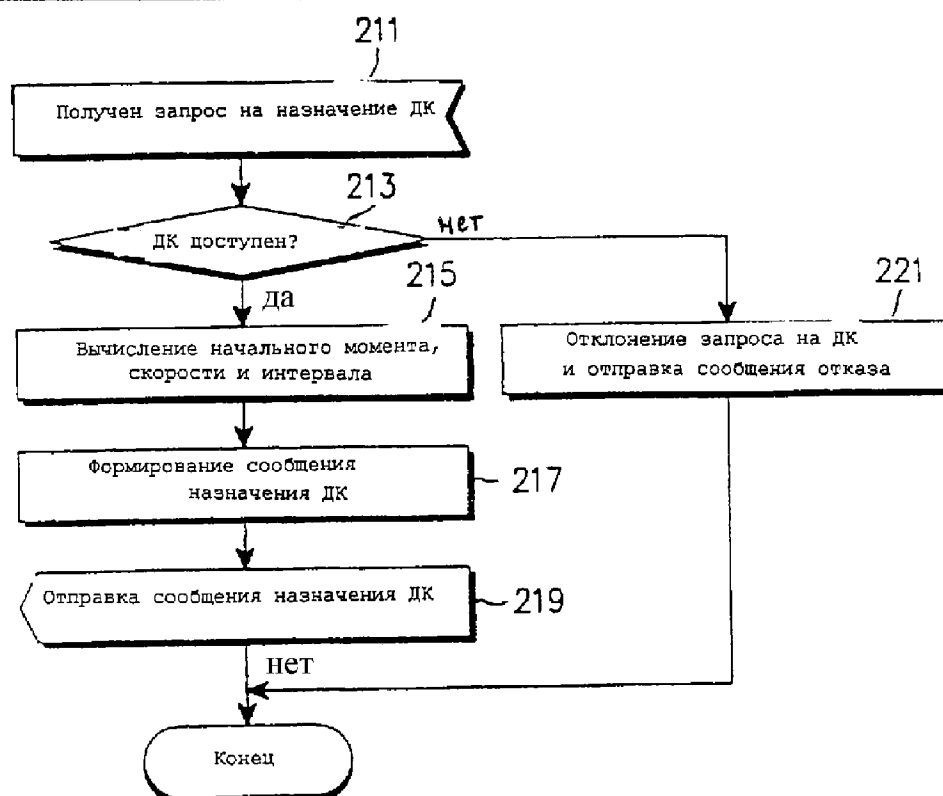 211
Получен запрос на назначение ДК
213
ДК доступен?
нет
да
215
221
Вычисление начального момента,
скорости и интервала
Отклонение запроса на ДК
и отправка сообщения отказа
Формирование сообщения
назначения ДК
217
Отправка сообщения назначения ДК
219
нет
Конец